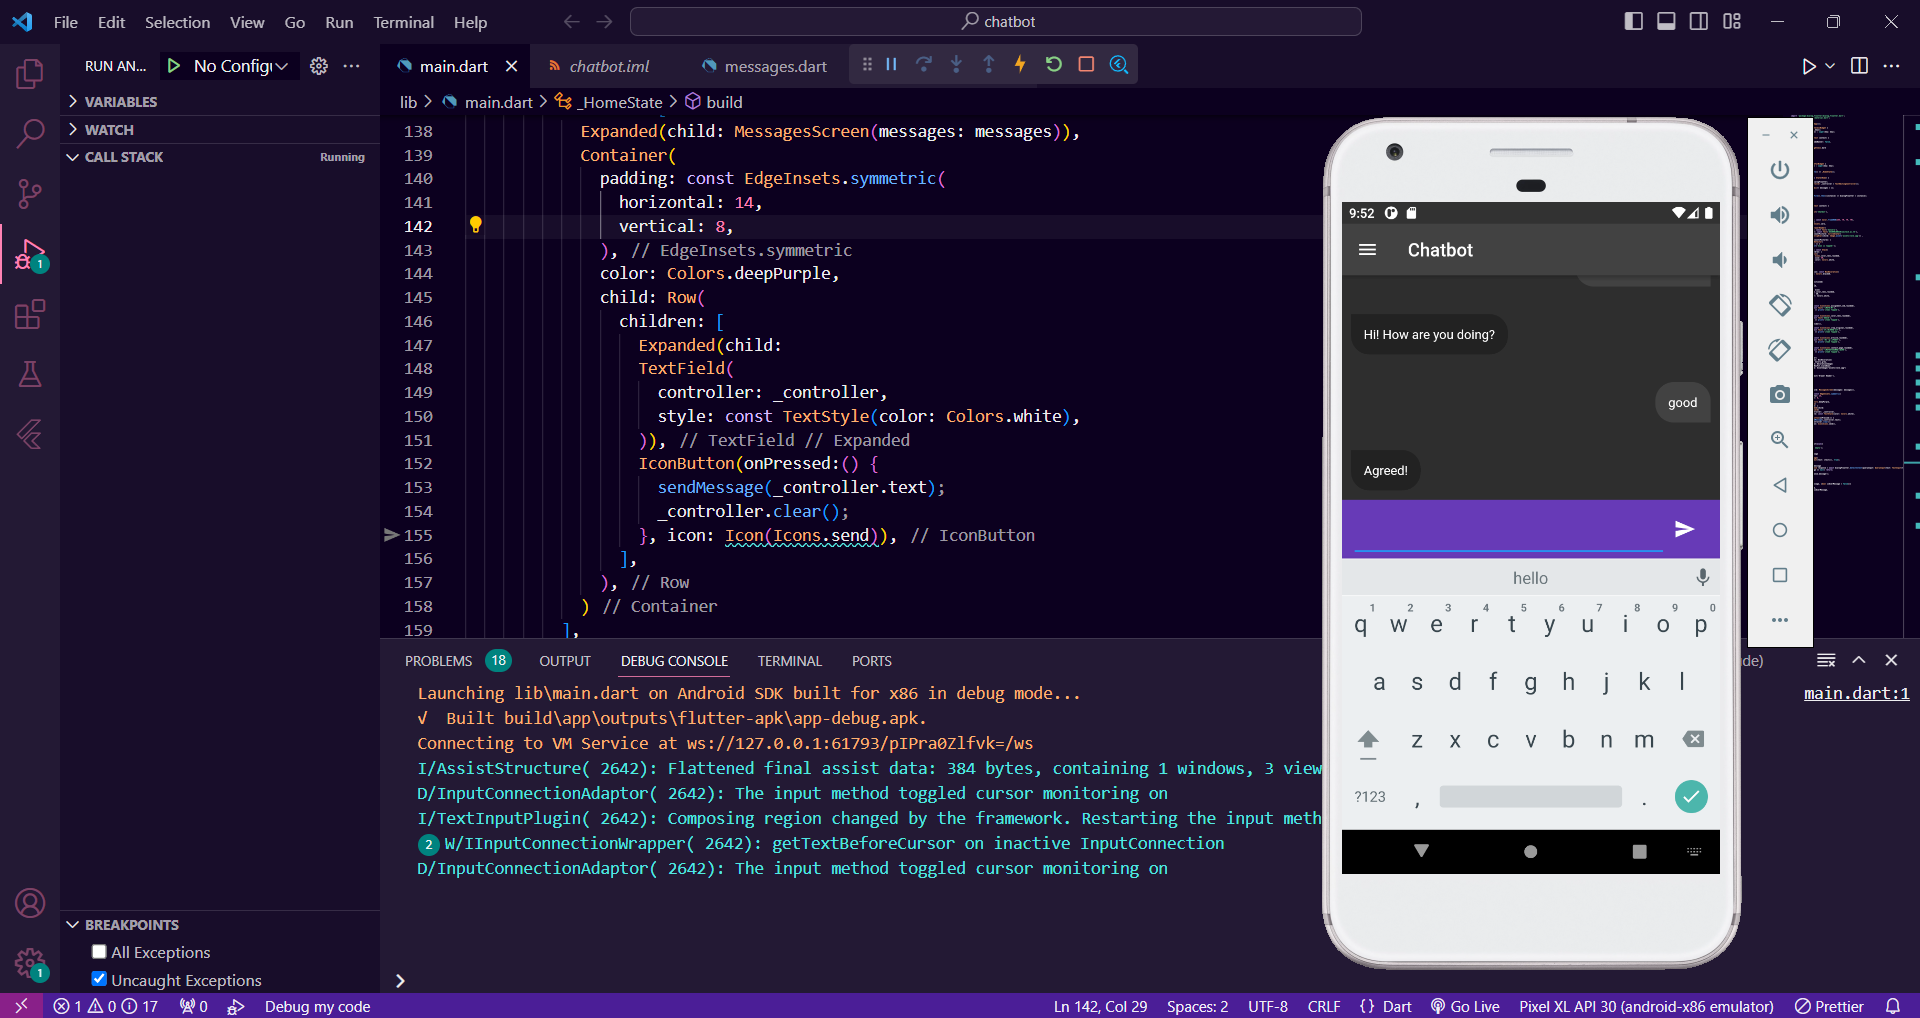 File Edit Selection View Go Run Terminal Help
chatbot
RUN AN...
No Config
main.dart
chatbot.iml
messages.dart
VARIABLES
WATCH
CALL STACK
Running
lib > main.dart > _HomeState > build
138 Expanded(child: MessagesScreen(messages: messages)),
139 Container(
140 padding: const EdgeInsets.symmetric(
141 horizontal: 14,
142 vertical: 8,
143 ), // EdgeInsets.symmetric
144 color: Colors.deepPurple,
145 child: Row(
146 children: [
147 Expanded(child:
148 TextField(
149 controller: _controller,
150 style: const TextStyle(color: Colors.white),
151 )), // TextField // Expanded
152 IconButton(onPressed:() {
153 sendMessage(_controller.text);
154 _controller.clear();
155 }, icon: Icon(Icons.send)), // IconButton
156 ],
157 ), // Row
158 ) // Container
159 ],
PROBLEMS 18 OUTPUT DEBUG CONSOLE TERMINAL PORTS
de)
Launching lib\main.dart on Android SDK built for x86 in debug mode...
main.dart:1
√ Built build\app\outputs\flutter-apk\app-debug.apk.
Connecting to VM Service at ws://127.0.0.1:61793/pIPra0Zlfvk=/ws
I/AssistStructure( 2642): Flattened final assist data: 384 bytes, containing 1 windows, 3 view
D/InputConnectionAdaptor( 2642): The input method toggled cursor monitoring on
I/TextInputPlugin( 2642): Composing region changed by the framework. Restarting the input meth
2 W/IInputConnectionWrapper( 2642): getTextBeforeCursor on inactive InputConnection
D/InputConnectionAdaptor( 2642): The input method toggled cursor monitoring on
9:52
Chatbot
Hi! How are you doing?
good
Agreed!
hello
1 2 3 4 5 6 7 8 9 0
q w e r t y u i o p
a s d f g h j k l
z x c v b n m
?123 , .
1
BREAKPOINTS
All Exceptions
Uncaught Exceptions
1
1 0 17 0 Debug my code
Ln 142, Col 29 Spaces: 2 UTF-8 CRLF {} Dart Go Live Pixel XL API 30 (android-x86 emulator) Prettier